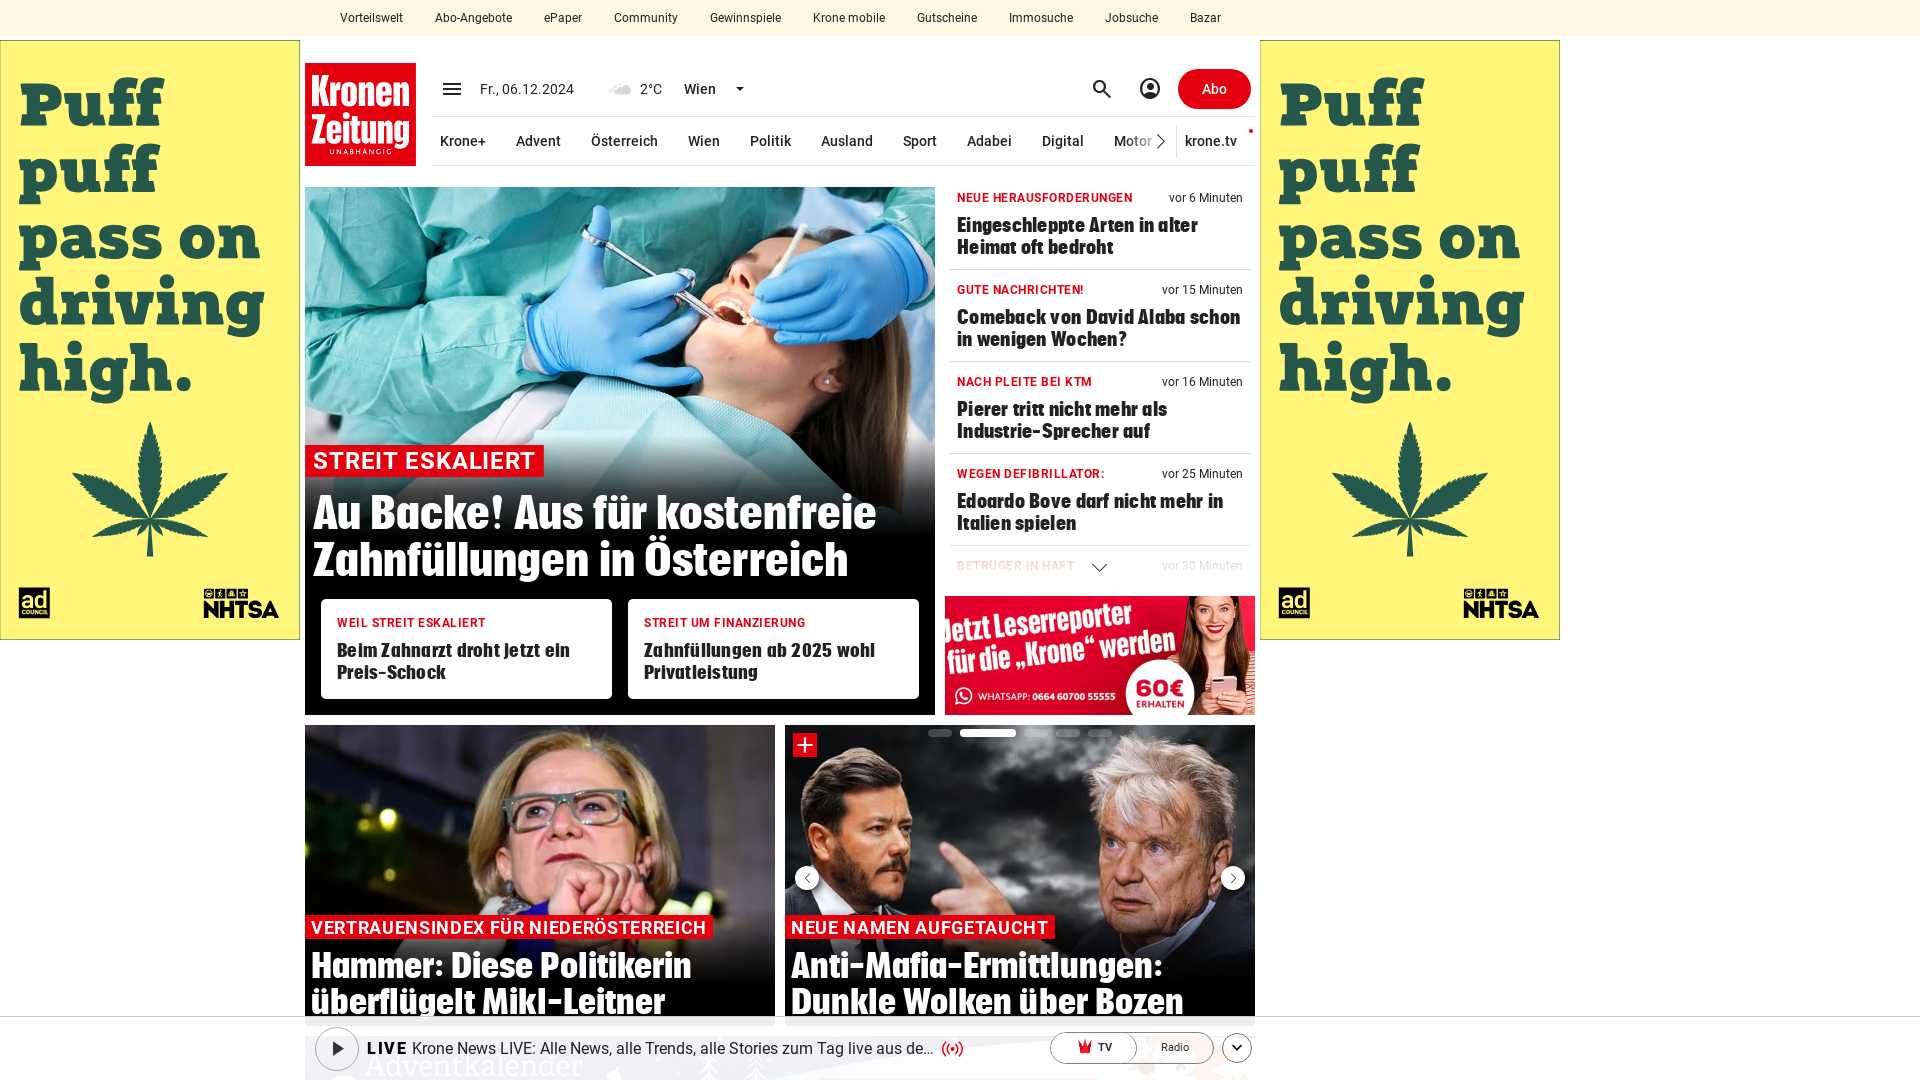 Vorteilswelt Abo-Angebote ePaper Community Gewinnspiele Krone mobile Gutscheine Immosuche Jobsuche Bazar
Puff
puff
pass on
driving
high.
ad
COUNCIL
NHTSA
Kronen
Zeitung
UNABHÄNGIG
Fr., 06.12.2024 2°C Wien Abo
Krone+ Advent Österreich Wien Politik Ausland Sport Adabei Digital Motor krone.tv
STREIT ESKALIERT
Au Backe! Aus für kostenfreie
Zahnfüllungen in Österreich
WEIL STREIT ESKALIERT
Beim Zahnarzt droht jetzt ein
Preis-Schock
STREIT UM FINANZIERUNG
Zahnfüllungen ab 2025 wohl
Privatleistung
NEUE HERAUSFORDERUNGEN vor 6 Minuten
Eingeschleppte Arten in alter
Heimat oft bedroht
GUTE NACHRICHTEN! vor 15 Minuten
Comeback von David Alaba schon
in wenigen Wochen?
NACH PLEITE BEI KTM vor 16 Minuten
Pierer tritt nicht mehr als
Industrie-Sprecher auf
WEGEN DEFIBRILLATOR: vor 25 Minuten
Edoardo Bove darf nicht mehr in
Italien spielen
BETRÜGER IN HAFT vor 30 Minuten
Jetzt Leserreporter
für die „Krone“ werden
WHATSAPP: 0664 60700 55555
60€
ERHALTEN
Puff
puff
pass on
driving
high.
ad
COUNCIL
NHTSA
VERTRAUENSINDEX FÜR NIEDERÖSTERREICH
Hammer: Diese Politikerin
überflügelt Mikl-Leitner
NEUE NAMEN AUFGETAUCHT
Anti-Mafia-Ermittlungen:
Dunkle Wolken über Bozen
LIVE Krone News LIVE: Alle News, alle Trends, alle Stories zum Tag live aus de... TV Radio
Adventkalender